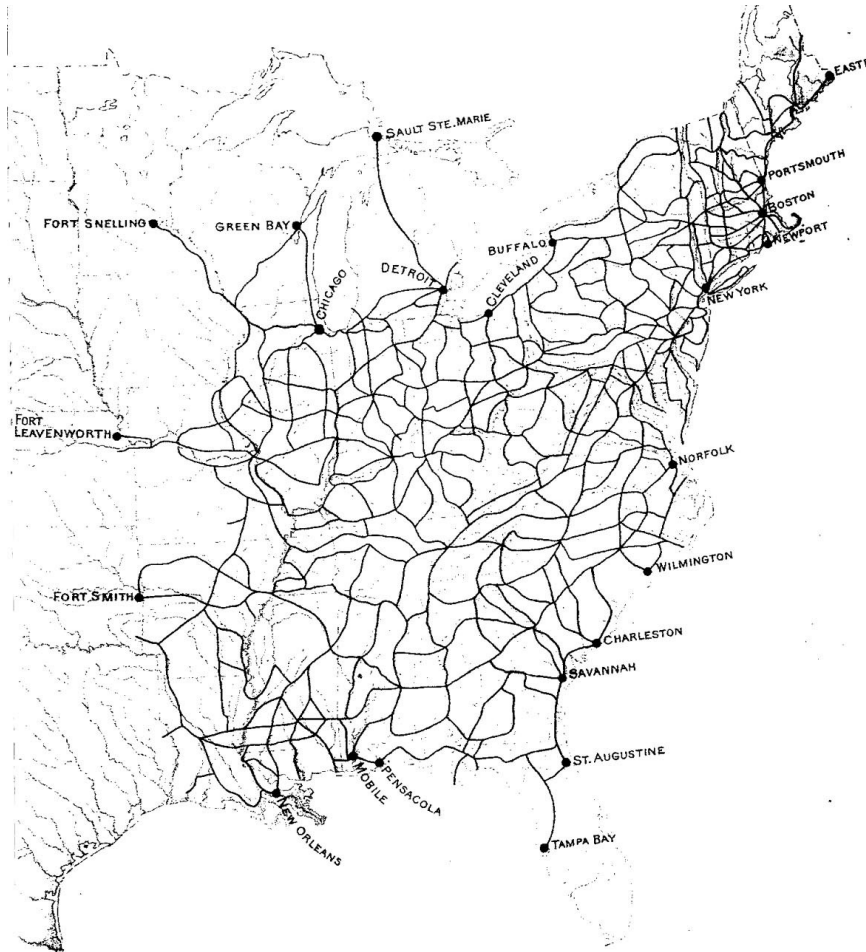 EAST
SAULT STE. MARIE
PORTSMOUTH
BOSTON
FORT SNELLING
GREEN BAY
BUFFALO
NEWPORT
DETROIT
CLEVELAND
NEW YORK
CHICAGO
FORT
LEAVENWORTH
NORFOLK
WILMINGTON
FORT SMITH
CHARLESTON
SAVANNAH
ST. AUGUSTINE
MOBILE
PENSACOLA
NEW ORLEANS
TAMPA BAY